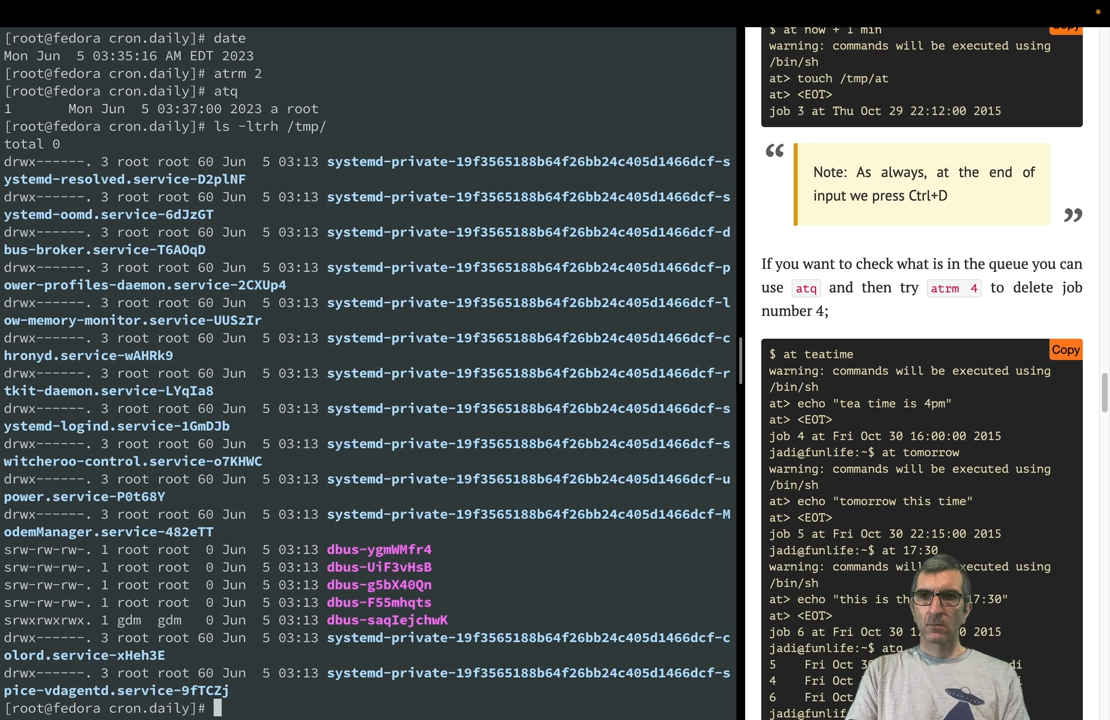 [root@fedora cron.daily]# date
Mon Jun  5 03:35:16 AM EDT 2023
[root@fedora cron.daily]# atrm 2
[root@fedora cron.daily]# atq
1       Mon Jun  5 03:37:00 2023 a root
[root@fedora cron.daily]# ls -ltrh /tmp/
total 0
drwx------. 3 root root 60 Jun  5 03:13 systemd-private-19f3565188b64f26bb24c405d1466dcf-s
ystemd-resolved.service-D2plNF
drwx------. 3 root root 60 Jun  5 03:13 systemd-private-19f3565188b64f26bb24c405d1466dcf-s
ystemd-oomd.service-6dJzGT
drwx------. 3 root root 60 Jun  5 03:13 systemd-private-19f3565188b64f26bb24c405d1466dcf-d
bus-broker.service-T6AOqD
drwx------. 3 root root 60 Jun  5 03:13 systemd-private-19f3565188b64f26bb24c405d1466dcf-p
ower-profiles-daemon.service-2CXUp4
drwx------. 3 root root 60 Jun  5 03:13 systemd-private-19f3565188b64f26bb24c405d1466dcf-l
ow-memory-monitor.service-UUSzIr
drwx------. 3 root root 60 Jun  5 03:13 systemd-private-19f3565188b64f26bb24c405d1466dcf-c
hronyd.service-wAHRk9
drwx------. 3 root root 60 Jun  5 03:13 systemd-private-19f3565188b64f26bb24c405d1466dcf-r
tkit-daemon.service-LYqIa8
drwx------. 3 root root 60 Jun  5 03:13 systemd-private-19f3565188b64f26bb24c405d1466dcf-s
ystemd-logind.service-1GmDJb
drwx------. 3 root root 60 Jun  5 03:13 systemd-private-19f3565188b64f26bb24c405d1466dcf-s
witcheroo-control.service-o7KHWC
drwx------. 3 root root 60 Jun  5 03:13 systemd-private-19f3565188b64f26bb24c405d1466dcf-u
power.service-P0t68Y
drwx------. 3 root root 60 Jun  5 03:13 systemd-private-19f3565188b64f26bb24c405d1466dcf-M
odemManager.service-482eTT
srw-rw-rw-. 1 root root  0 Jun  5 03:13 dbus-ygmWMfr4
srw-rw-rw-. 1 root root  0 Jun  5 03:13 dbus-UiF3vHsB
srw-rw-rw-. 1 root root  0 Jun  5 03:13 dbus-g5bX40Qn
srw-rw-rw-. 1 root root  0 Jun  5 03:13 dbus-F55mhqts
srwxrwxrwx. 1 gdm  gdm   0 Jun  5 03:13 dbus-saqIejchwK
drwx------. 3 root root 60 Jun  5 03:13 systemd-private-19f3565188b64f26bb24c405d1466dcf-c
olord.service-xHeh3E
drwx------. 3 root root 60 Jun  5 03:13 systemd-private-19f3565188b64f26bb24c405d1466dcf-s
pice-vdagentd.service-9fTCZj
[root@fedora cron.daily]#
$ at now + 1 min
warning: commands will be executed using
/bin/sh
at> touch /tmp/at
at> <EOT>
job 3 at Thu Oct 29 22:12:00 2015
“
Note: As always, at the end of
input we press Ctrl+D
”
If you want to check what is in the queue you can
use atq and then try atrm 4 to delete job
number 4;
Copy
$ at teatime
warning: commands will be executed using
/bin/sh
at> echo "tea time is 4pm"
at> <EOT>
job 4 at Fri Oct 30 16:00:00 2015
jadi@funlife:~$ at tomorrow
warning: commands will be executed using
/bin/sh
at> echo "tomorrow this time"
at> <EOT>
job 5 at Fri Oct 30 22:15:00 2015
jadi@funlife:~$ at 17:30
warning: commands will be executed using
/bin/sh
at> echo "this is 17:30"
at> <EOT>
job 6 at Fri Oct 30 00 2015
jadi@funlife:~$ atq
5    Fri Oct
4    Fri Oct
6    Fri Oct